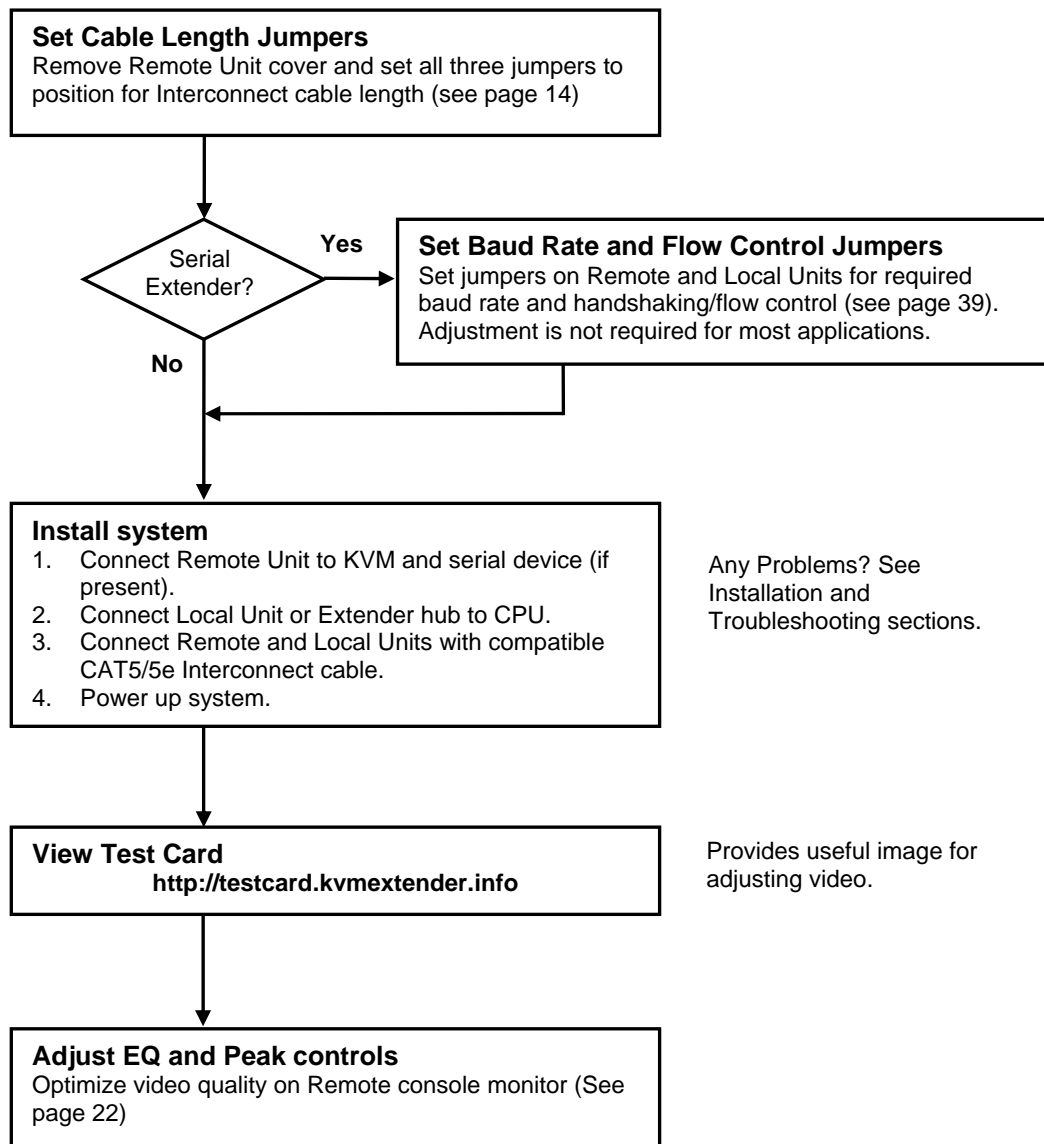 Set Cable Length Jumpers
Remove Remote Unit cover and set all three jumpers to
position for Interconnect cable length (see page 14)
Serial
Extender?
Yes
No
Set Baud Rate and Flow Control Jumpers
Set jumpers on Remote and Local Units for required
baud rate and handshaking/flow control (see page 39).
Adjustment is not required for most applications.
Install system
1. Connect Remote Unit to KVM and serial device (if
present).
2. Connect Local Unit or Extender hub to CPU.
3. Connect Remote and Local Units with compatible
CAT5/5e Interconnect cable.
4. Power up system.
Any Problems? See
Installation and
Troubleshooting sections.
View Test Card
http://testcard.kvmextender.info
Provides useful image for
adjusting video.
Adjust EQ and Peak controls
Optimize video quality on Remote console monitor (See
page 22)